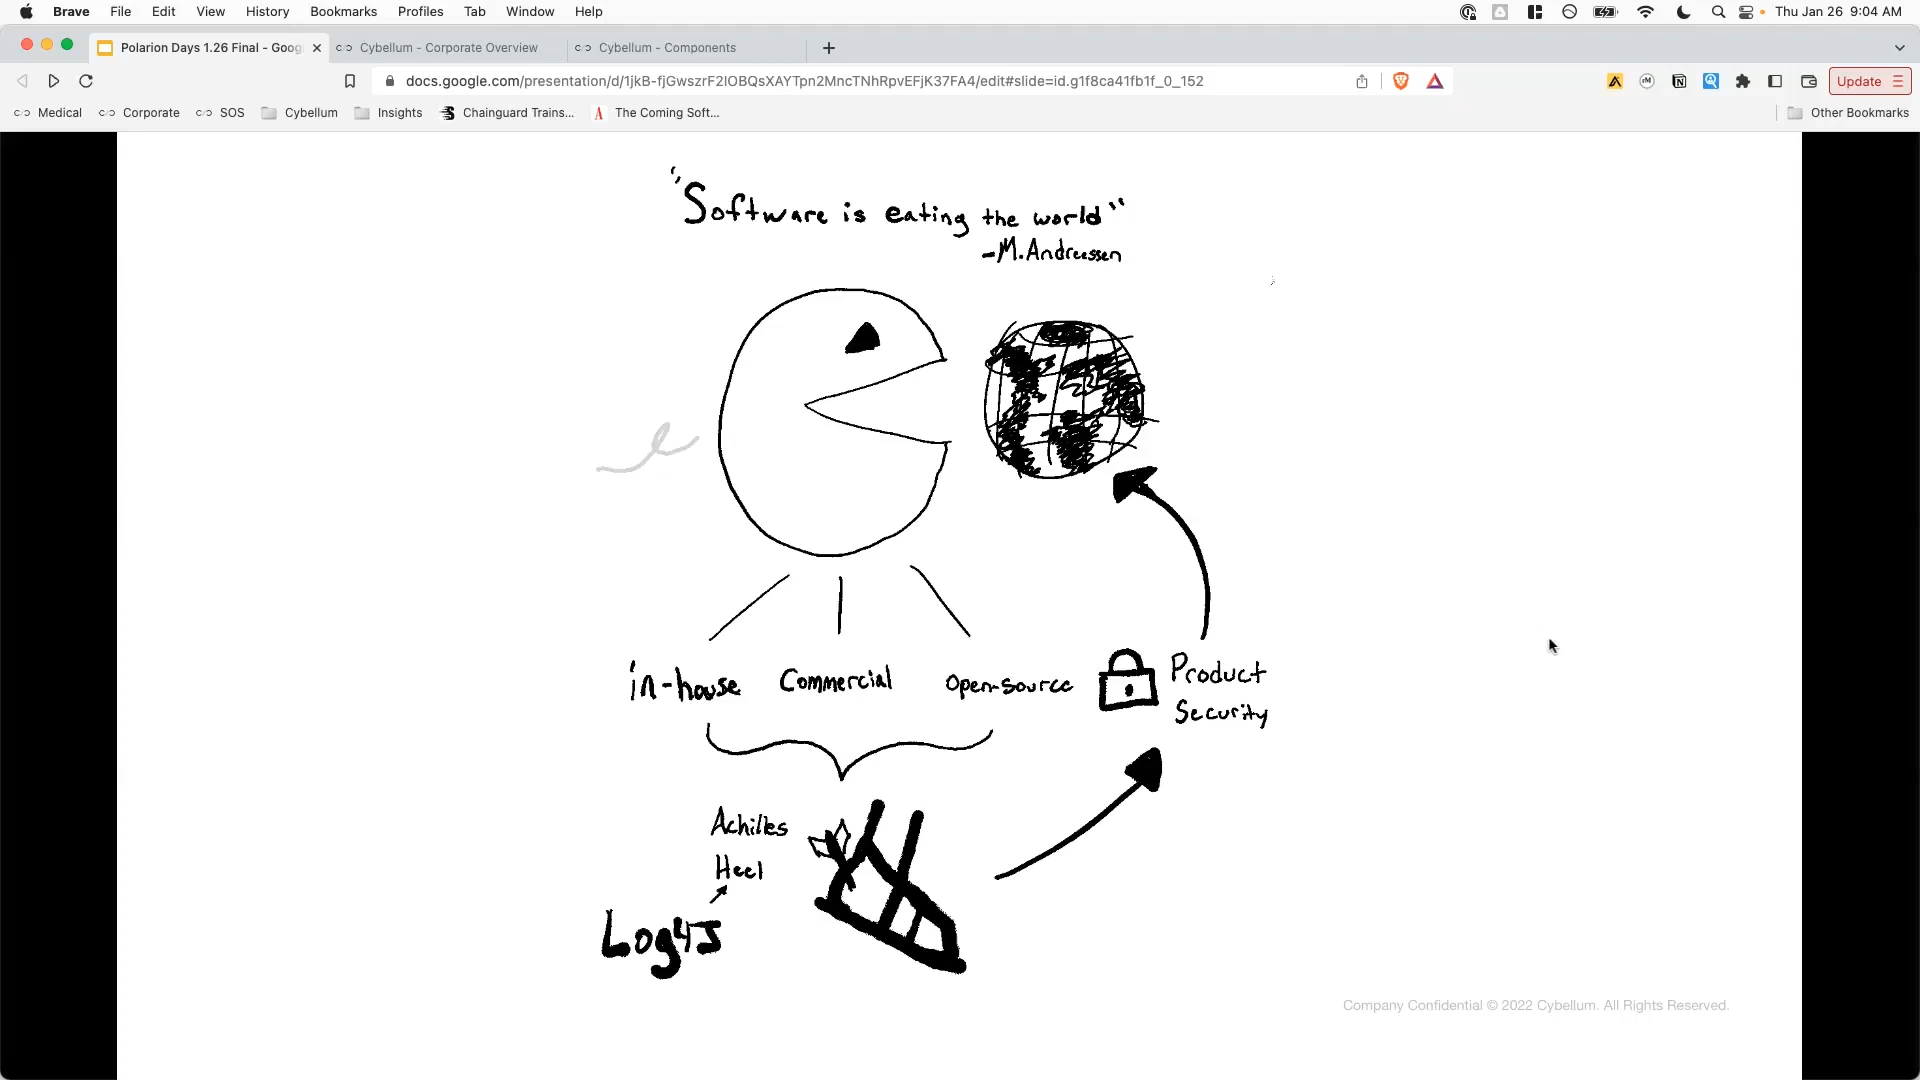 Brave File Edit View History Bookmarks Profiles Tab Window Help Thu Jan 26 9:04 AM
Polarion Days 1.26 Final - Goog Cybellum - Corporate Overview Cybellum - Components
docs.google.com/presentation/d/1jkB-fjGwszrF2IOBQsXAYTpn2MncTNhRpvEFjK37FA4/edit#slide=id.g1f8ca41fb1f_0_152 Update
Medical Corporate SOS Cybellum Insights Chainguard Trains... The Coming Soft... Other Bookmarks
"Software is eating the world"
-M.Andreessen
in-house Commercial Open-source Product
Security
Achilles
Heel
Log4J
Company Confidential © 2022 Cybellum. All Rights Reserved.